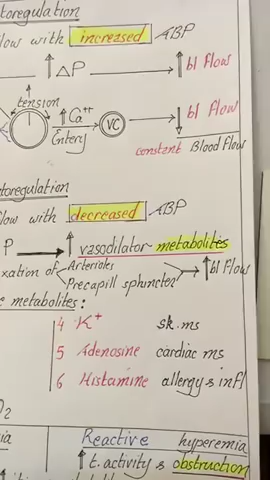 toregulation
low with increased ABP
↑ ΔP → ↑ bl Flow
↑
tension ↑ Ca++ Entery → VC → ↓ bl Flow
constant Blood Flow
toregulation
low with decreased ABP
P → ↑ vasodilator metabolites
xation of Arterioles
Precapill sphincter → ↑ bl Flow
e metabolites:
4 K+ sk.ms
5 Adenosine cardiac ms
6 Histamine allergy & infl
O2
ia Reactive hyperemia
↑ t. activity & obstruction